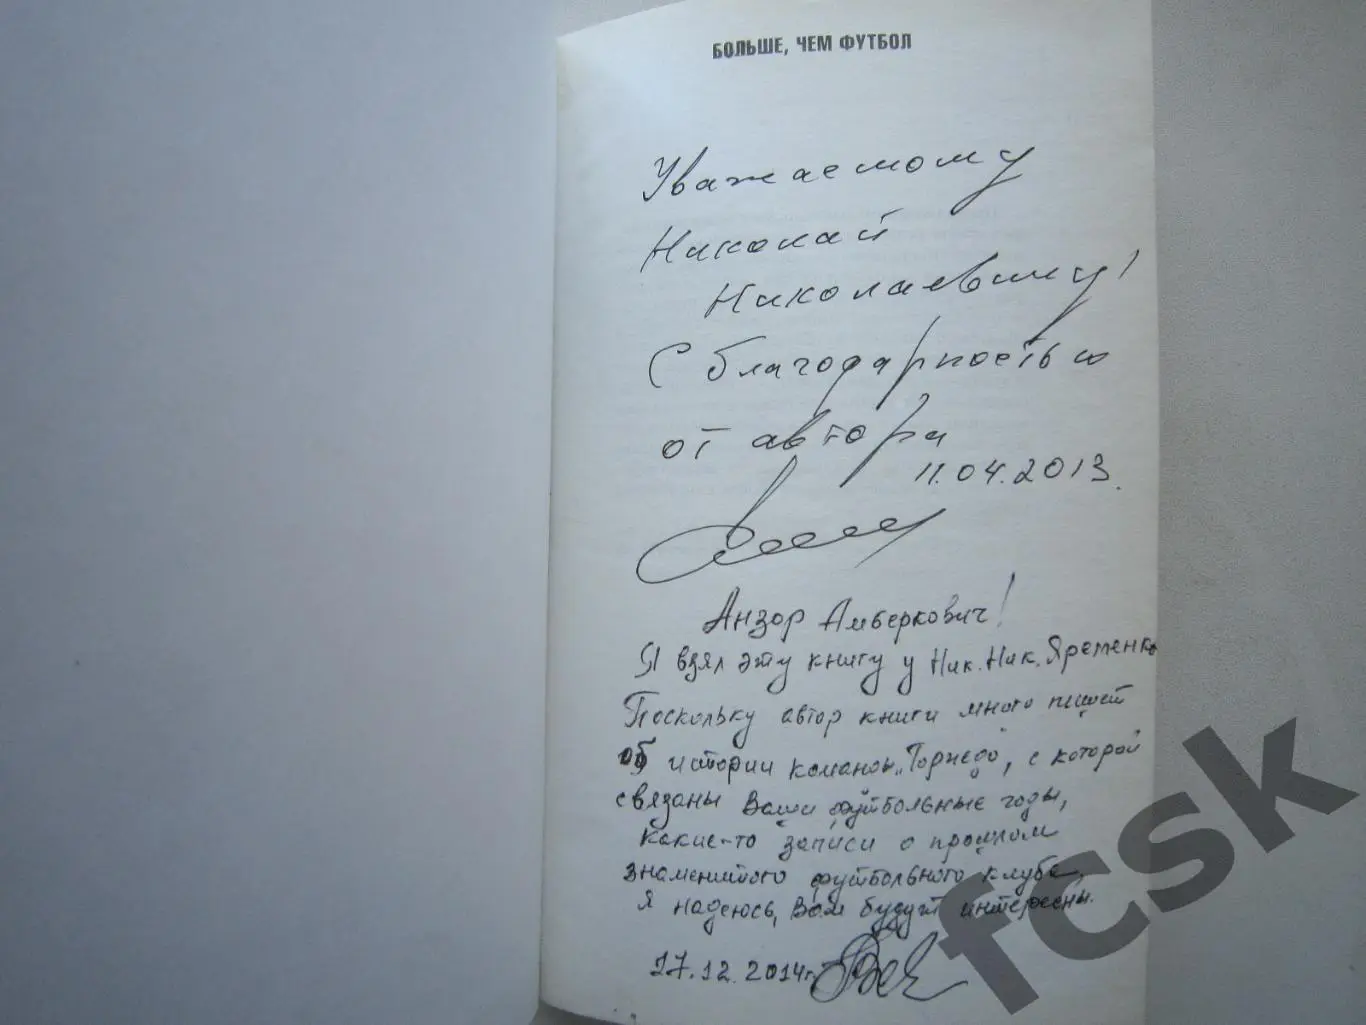 БОЛЬШЕ, ЧЕМ ФУТБОЛ
Уважаемому
Николай
Николаевичу!
С благодарностью
от автора
11.04.2013.
Анзор Амберкович!
Я взял эту книгу у Ник. Ник. Яременко
Поскольку автор книги много пишет
об истории команды „Торпедо", с которой
связаны Ваши футбольные годы,
какие-то записи о прошлом
знаменитого футбольного клуба,
я надеюсь, Вам будут интересны.
17.12.2014г.
fcsk